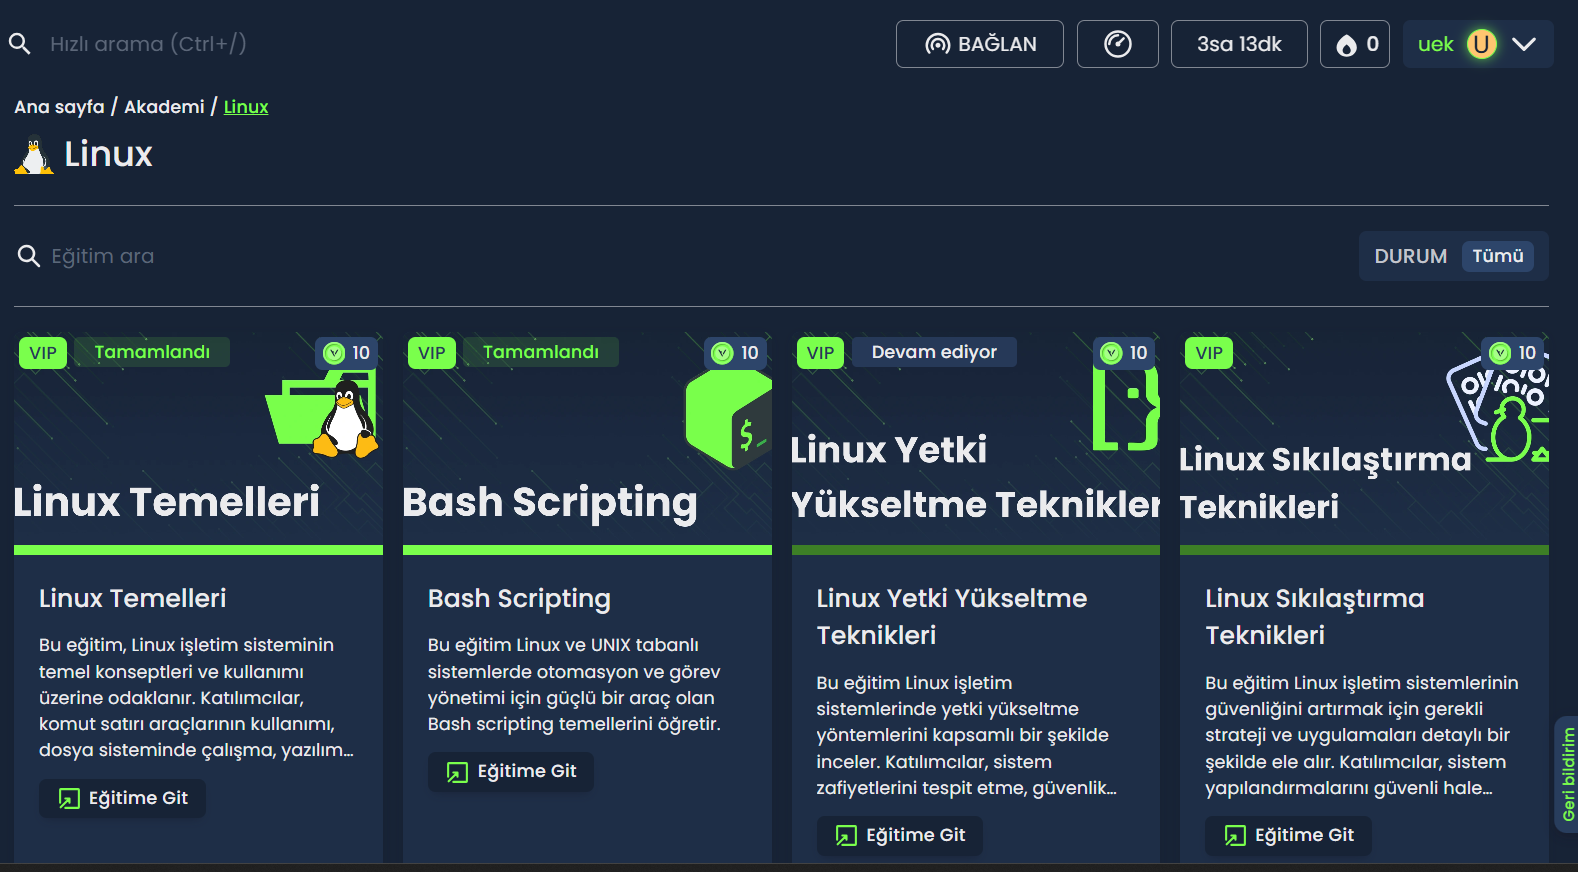 Hızlı arama (Ctrl+/)
BAĞLAN
3sa 13dk
0
uek
U
Ana sayfa / Akademi / Linux
Linux
Eğitim ara
DURUM Tümü
VIP Tamamlandı 10
Linux Temelleri
Linux Temelleri
Bu eğitim, Linux işletim sisteminin
temel konseptleri ve kullanımı
üzerine odaklanır. Katılımcılar,
komut satırı araçlarının kullanımı,
dosya sisteminde çalışma, yazılım...
Eğitime Git
VIP Tamamlandı 10
$_
Bash Scripting
Bash Scripting
Bu eğitim Linux ve UNIX tabanlı
sistemlerde otomasyon ve görev
yönetimi için güçlü bir araç olan
Bash scripting temellerini öğretir.
Eğitime Git
VIP Devam ediyor 10
Linux Yetki
Yükseltme Teknikler
Linux Yetki Yükseltme
Teknikleri
Bu eğitim Linux işletim
sistemlerinde yetki yükseltme
yöntemlerini kapsamlı bir şekilde
inceler. Katılımcılar, sistem
zafiyetlerini tespit etme, güvenlik...
Eğitime Git
VIP 10
Linux Sıkılaştırma
Teknikleri
Linux Sıkılaştırma
Teknikleri
Bu eğitim Linux işletim sistemlerinin
güvenliğini artırmak için gerekli
strateji ve uygulamaları detaylı bir
şekilde ele alır. Katılımcılar, sistem
yapılandırmalarını güvenli hale...
Eğitime Git
Geri bildirim